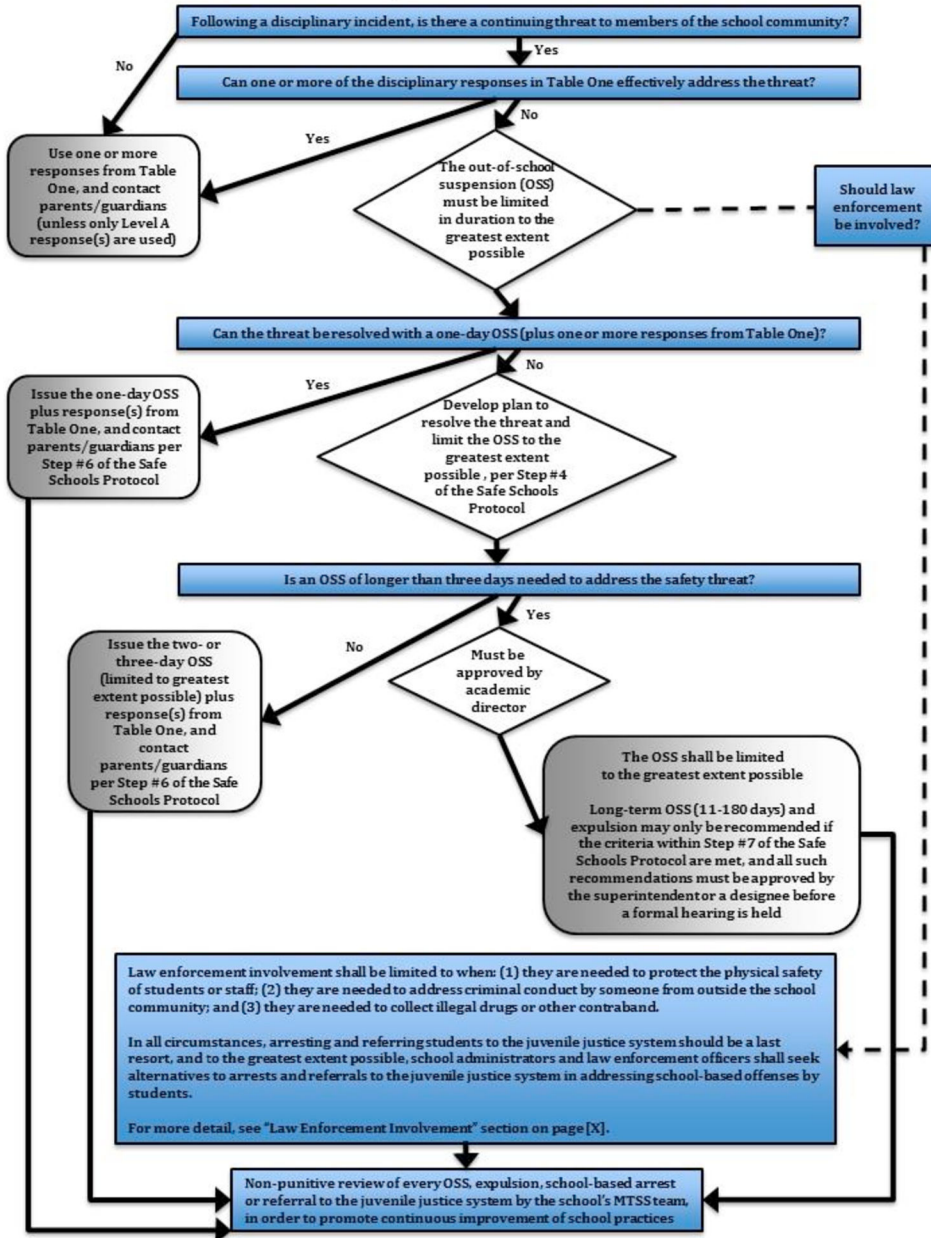 Following a disciplinary incident, is there a continuing threat to members of the school community?
No
Yes
Can one or more of the disciplinary responses in Table One effectively address the threat?
Yes
No
Use one or more
responses from Table
One, and contact
parents/guardians
(unless only Level A
response(s) are used)
The out-of-school
suspension (OSS)
must be limited
in duration to the
greatest extent
possible
Should law
enforcement
be involved?
Can the threat be resolved with a one-day OSS (plus one or more responses from Table One)?
Yes
No
Issue the one-day OSS
plus response(s) from
Table One, and contact
parents/guardians per
Step #6 of the Safe
Schools Protocol
Develop plan to
resolve the threat and
limit the OSS to the
greatest extent
possible , per Step #4
of the Safe Schools
Protocol
Is an OSS of longer than three days needed to address the safety threat?
No
Yes
Issue the two- or
three-day OSS
(limited to greatest
extent possible) plus
response(s) from
Table One, and
contact
parents/guardians
per Step #6 of the Safe
Schools Protocol
Must be
approved by
academic
director
The OSS shall be limited
to the greatest extent possible
Long-term OSS (11-180 days) and
expulsion may only be recommended if
the criteria within Step #7 of the Safe
Schools Protocol are met, and all such
recommendations must be approved by
the superintendent or a designee before
a formal hearing is held
Law enforcement involvement shall be limited to when: (1) they are needed to protect the physical safety
of students or staff; (2) they are needed to address criminal conduct by someone from outside the school
community; and (3) they are needed to collect illegal drugs or other contraband.
In all circumstances, arresting and referring students to the juvenile justice system should be a last
resort, and to the greatest extent possible, school administrators and law enforcement officers shall seek
alternatives to arrests and referrals to the juvenile justice system in addressing school-based offenses by
students.
For more detail, see "Law Enforcement Involvement" section on page [X].
Non-punitive review of every OSS, expulsion, school-based arrest
or referral to the juvenile justice system by the school's MTSS team,
in order to promote continuous improvement of school practices